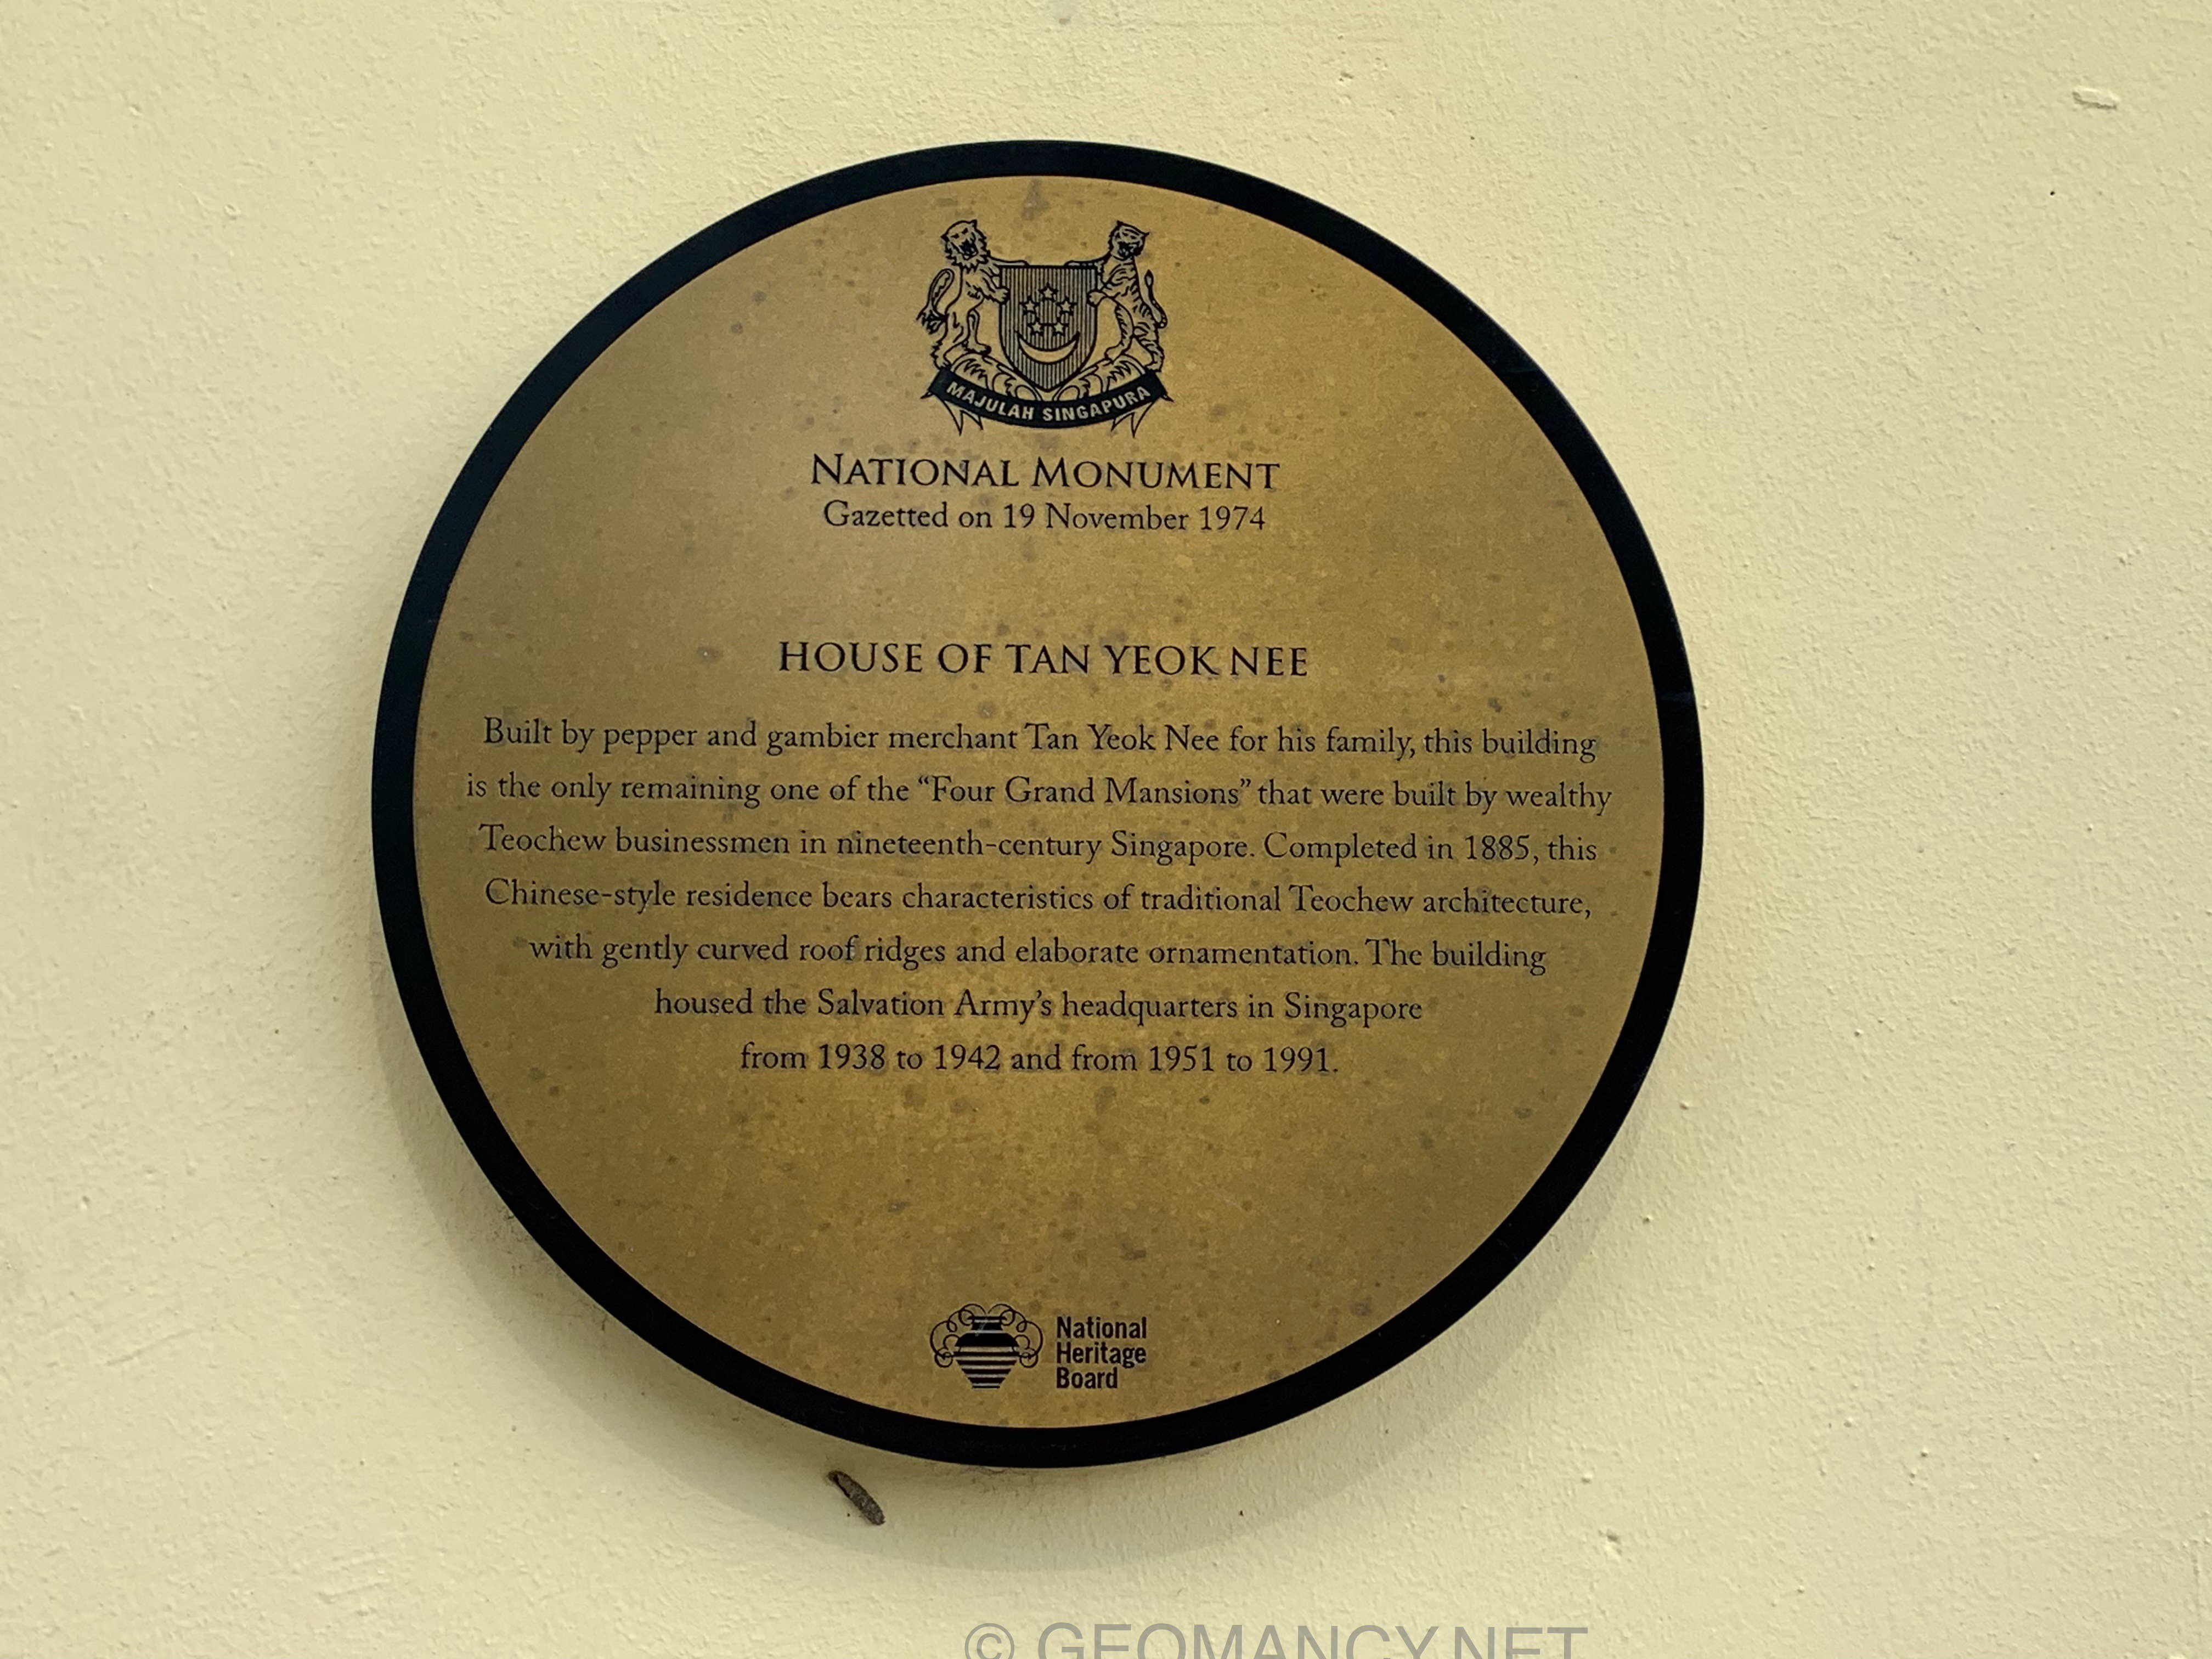 MAJULAH SINGAPURA
NATIONAL MONUMENT
Gazetted on 19 November 1974
HOUSE OF TAN YEOK NEE
Built by pepper and gambier merchant Tan Yeok Nee for his family, this building
is the only remaining one of the “Four Grand Mansions” that were built by wealthy
Teochew businessmen in nineteenth-century Singapore. Completed in 1885, this
Chinese-style residence bears characteristics of traditional Teochew architecture,
with gently curved roof ridges and elaborate ornamentation. The building
housed the Salvation Army’s headquarters in Singapore
from 1938 to 1942 and from 1951 to 1991.
National
Heritage
Board
© GEOMANCY.NET